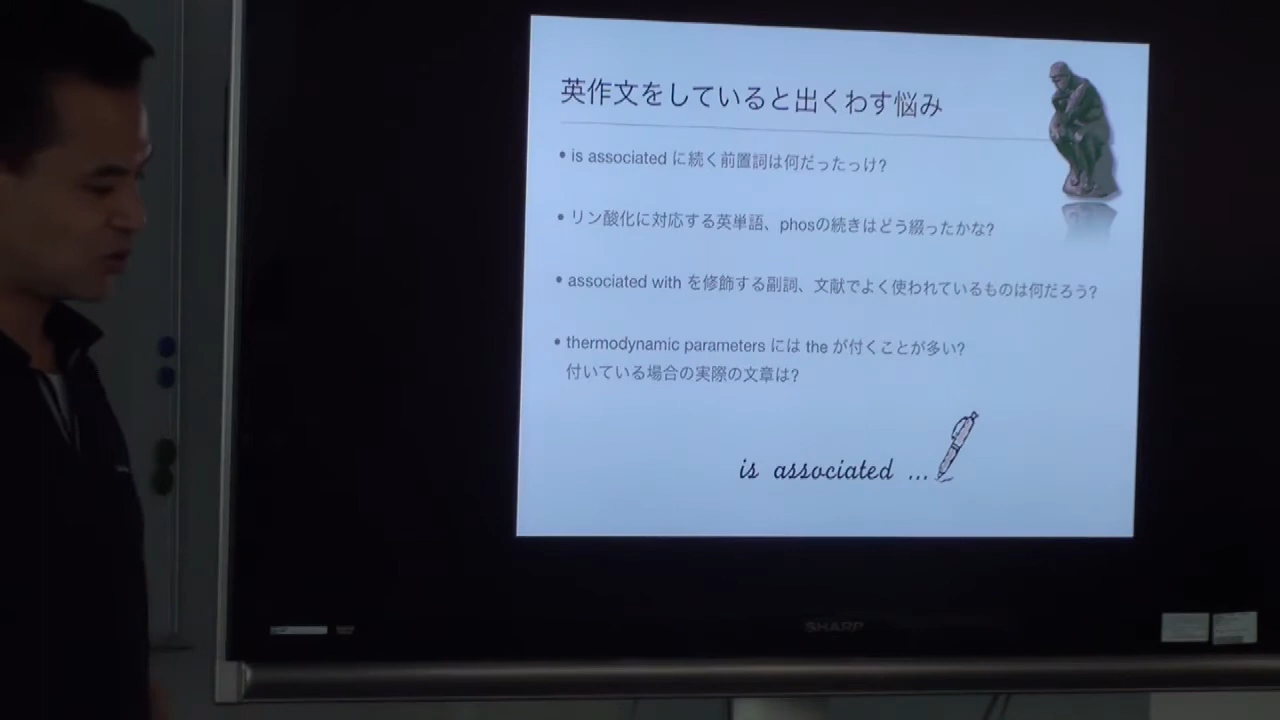 英作文をしていると出くわす悩み
• is associated に続く前置詞は何だったっけ?
• リン酸化に対応する英単語、phosの続きはどう綴ったかな?
• associated with を修飾する副詞、文献でよく使われているものは何だろう?
• thermodynamic parameters には the が付くことが多い?
付いている場合の実際の文章は?
is associated ...
SHARP